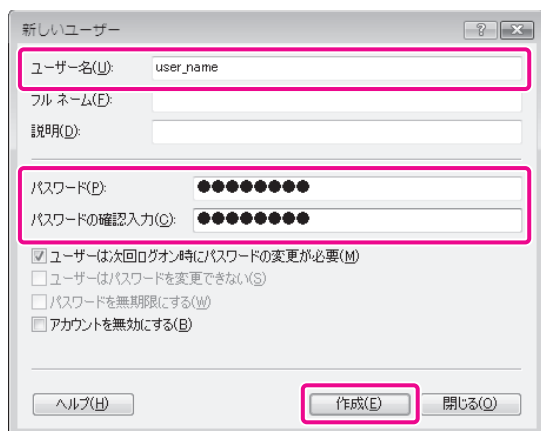 新しいユーザー
ユーザー名(U): user_name
フル ネーム(F):
説明(D):
パスワード(P): ●●●●●●●●
パスワードの確認入力(C): ●●●●●●●●
ユーザーは次回ログオン時にパスワードの変更が必要(M)
ユーザーはパスワードを変更できない(S)
パスワードを無期限にする(W)
アカウントを無効にする(B)
ヘルプ(H) 作成(E) 閉じる(O)